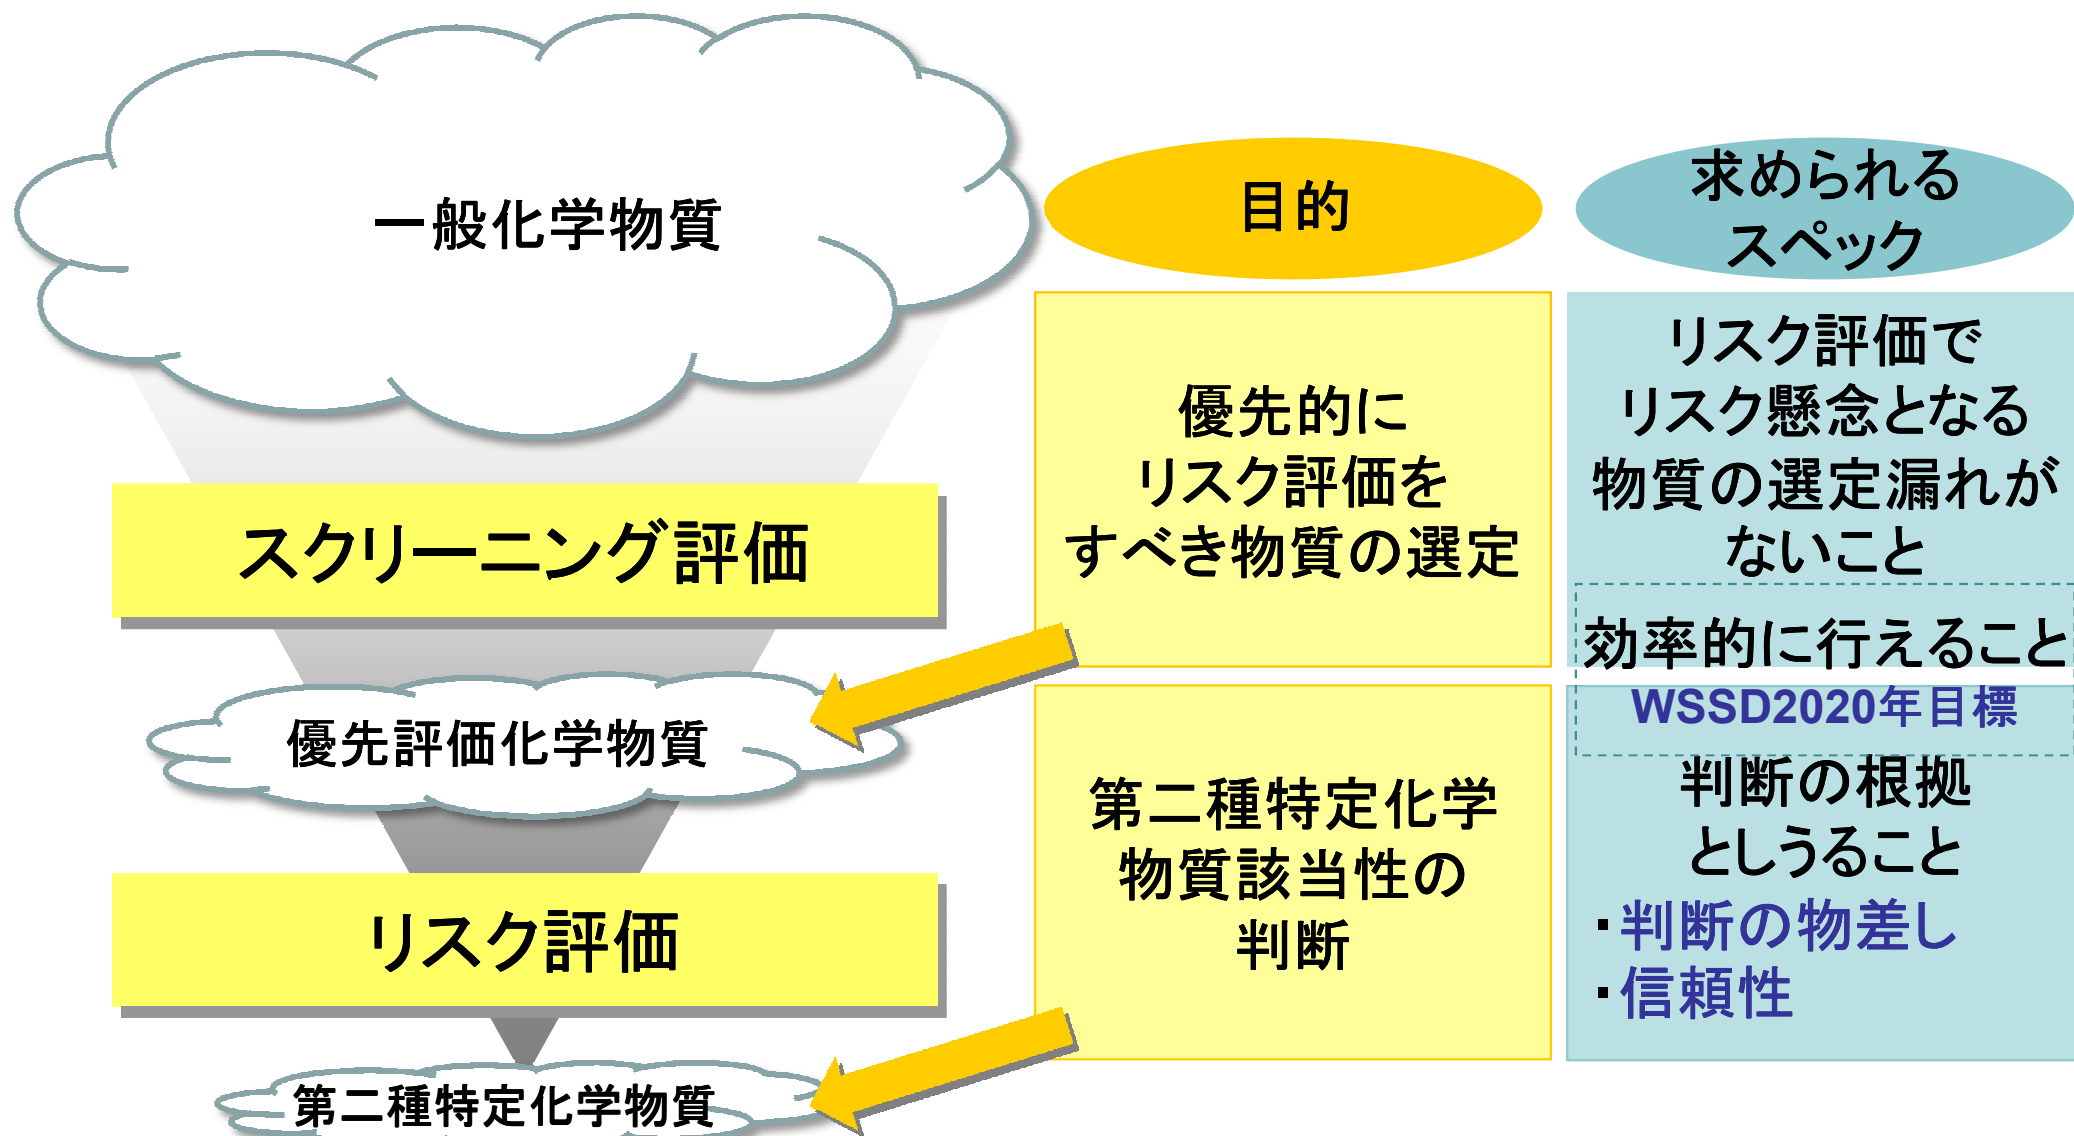 一般化学物質
スクリーニング評価
優先評価化学物質
リスク評価
第二種特定化学物質
目的
優先的に
リスク評価を
すべき物質の選定
第二種特定化学
物質該当性の
判断
求められる
スペック
リスク評価で
リスク懸念となる
物質の選定漏れが
ないこと
効率的に行えること
WSSD2020年目標
判断の根拠
としうること
・判断の物差し
・信頼性